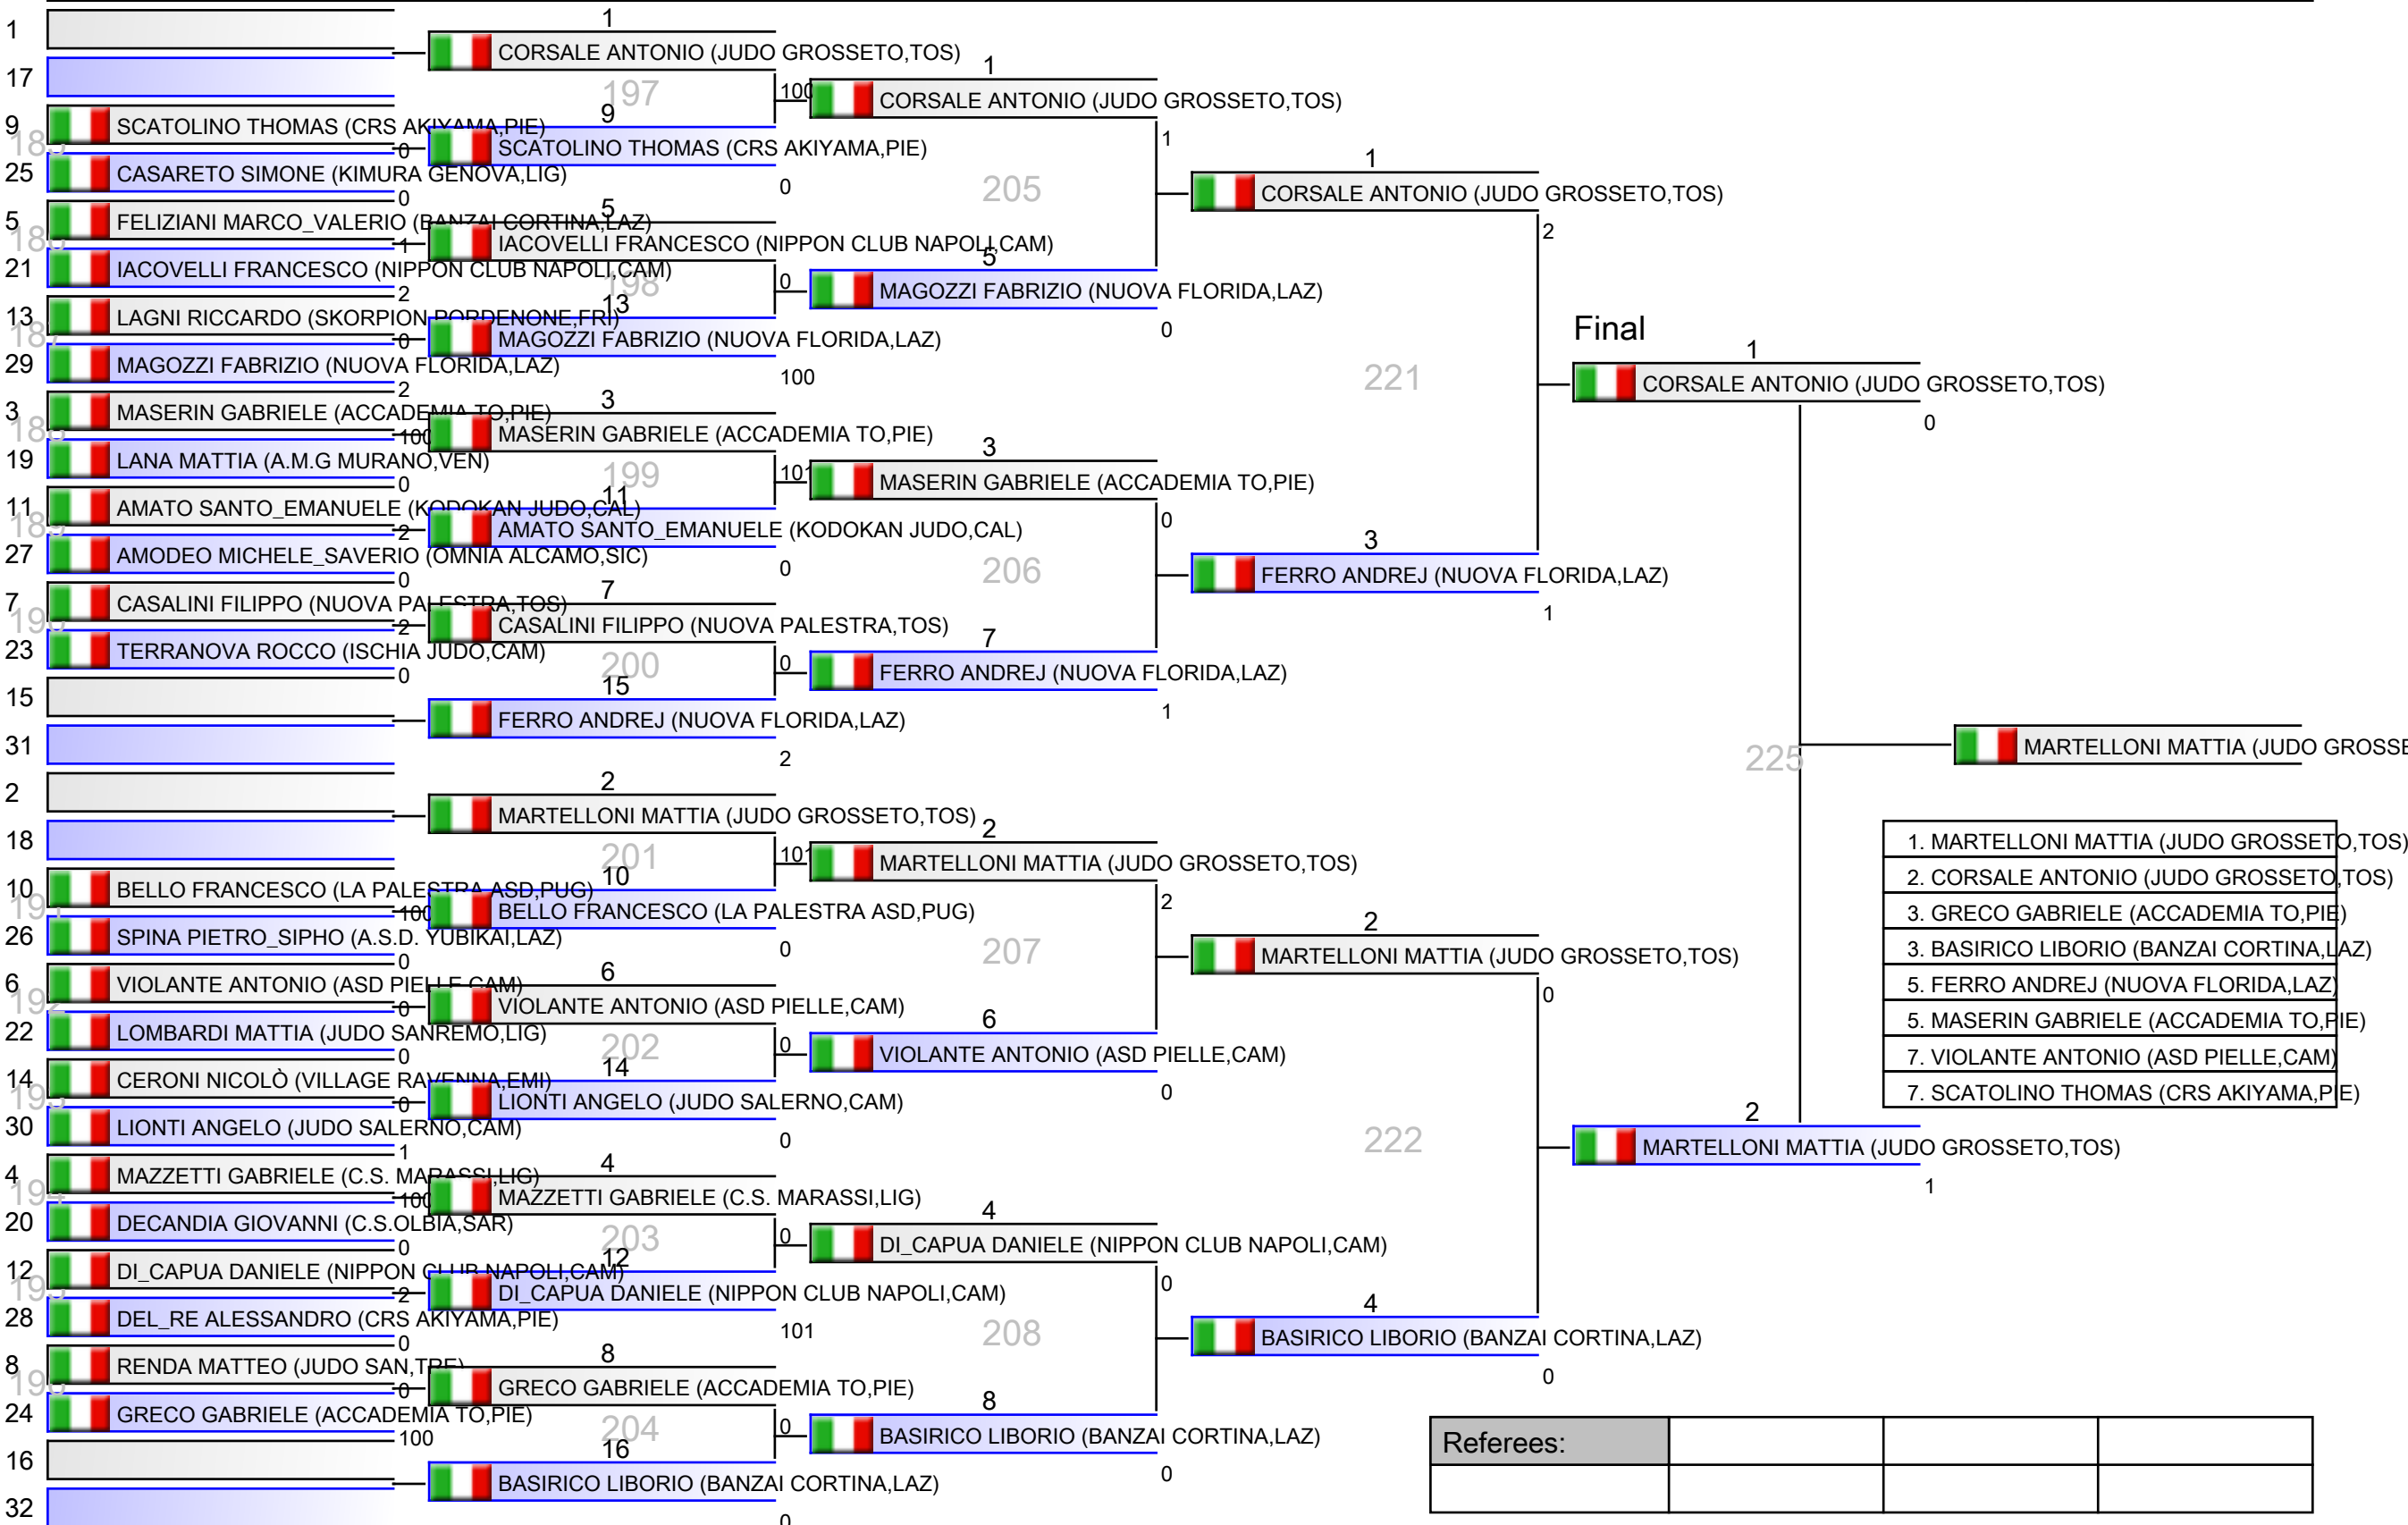 1
17
9
SCATOLINO THOMAS (CRS AKIYAMA,PIE)
0
25
CASARETO SIMONE (KIMURA GENOVA,LIG)
0
5
FELIZIANI MARCO_VALERIO (BANZAI CORTINA,LAZ)
1
21
IACOVELLI FRANCESCO (NIPPON CLUB NAPOLI,CAM)
2
13
LAGNI RICCARDO (SKORPION PORDENONE,FRI)
0
29
MAGOZZI FABRIZIO (NUOVA FLORIDA,LAZ)
2
3
MASERIN GABRIELE (ACCADEMIA TO,PIE)
100
19
LANA MATTIA (A.M.G MURANO,VEN)
0
11
AMATO SANTO_EMANUELE (KODOKAN JUDO,CAL)
2
27
AMODEO MICHELE_SAVERIO (OMNIA ALCAMO,SIC)
0
7
CASALINI FILIPPO (NUOVA PALESTRA,TOS)
2
23
TERRANOVA ROCCO (ISCHIA JUDO,CAM)
0
15
31
2
18
10
BELLO FRANCESCO (LA PALESTRA ASD,PUG)
100
26
SPINA PIETRO_SIPHO (A.S.D. YUBIKAI,LAZ)
0
6
VIOLANTE ANTONIO (ASD PIELLE,CAM)
0
22
LOMBARDI MATTIA (JUDO SANREMO,LIG)
0
14
CERONI NICOLÒ (VILLAGE RAVENNA,EMI)
0
30
LIONTI ANGELO (JUDO SALERNO,CAM)
1
4
MAZZETTI GABRIELE (C.S. MARASSI,LIG)
100
194
20
DECANDIA GIOVANNI (C.S.OLBIA,SAR)
0
12
DI_CAPUA DANIELE (NIPPON CLUB NAPOLI,CAM)
2
28
DEL_RE ALESSANDRO (CRS AKIYAMA,PIE)
0
8
RENDA MATTEO (JUDO SAN,TRE)
0
24
GRECO GABRIELE (ACCADEMIA TO,PIE)
100
16
32
1
CORSALE ANTONIO (JUDO GROSSETO,TOS)
100
197
9
SCATOLINO THOMAS (CRS AKIYAMA,PIE)
0
5
IACOVELLI FRANCESCO (NIPPON CLUB NAPOLI,CAM)
0
198
13
MAGOZZI FABRIZIO (NUOVA FLORIDA,LAZ)
100
3
MASERIN GABRIELE (ACCADEMIA TO,PIE)
101
199
11
AMATO SANTO_EMANUELE (KODOKAN JUDO,CAL)
0
7
CASALINI FILIPPO (NUOVA PALESTRA,TOS)
0
200
15
FERRO ANDREJ (NUOVA FLORIDA,LAZ)
2
2
MARTELLONI MATTIA (JUDO GROSSETO,TOS)
101
201
10
BELLO FRANCESCO (LA PALESTRA ASD,PUG)
0
6
VIOLANTE ANTONIO (ASD PIELLE,CAM)
0
202
14
LIONTI ANGELO (JUDO SALERNO,CAM)
0
4
MAZZETTI GABRIELE (C.S. MARASSI,LIG)
0
203
12
DI_CAPUA DANIELE (NIPPON CLUB NAPOLI,CAM)
101
8
GRECO GABRIELE (ACCADEMIA TO,PIE)
0
204
16
BASIRICO LIBORIO (BANZAI CORTINA,LAZ)
0
1
CORSALE ANTONIO (JUDO GROSSETO,TOS)
1
205
5
MAGOZZI FABRIZIO (NUOVA FLORIDA,LAZ)
0
3
MASERIN GABRIELE (ACCADEMIA TO,PIE)
0
206
7
FERRO ANDREJ (NUOVA FLORIDA,LAZ)
1
2
MARTELLONI MATTIA (JUDO GROSSETO,TOS)
2
207
6
VIOLANTE ANTONIO (ASD PIELLE,CAM)
0
4
DI_CAPUA DANIELE (NIPPON CLUB NAPOLI,CAM)
0
208
8
BASIRICO LIBORIO (BANZAI CORTINA,LAZ)
0
1
CORSALE ANTONIO (JUDO GROSSETO,TOS)
2
221
3
FERRO ANDREJ (NUOVA FLORIDA,LAZ)
1
2
MARTELLONI MATTIA (JUDO GROSSETO,TOS)
0
222
4
BASIRICO LIBORIO (BANZAI CORTINA,LAZ)
0
Final
1
CORSALE ANTONIO (JUDO GROSSETO,TOS)
0
225
2
MARTELLONI MATTIA (JUDO GROSSETO,TOS)
1
MARTELLONI MATTIA (JUDO GROSSE
1. MARTELLONI MATTIA (JUDO GROSSETO,TOS)
2. CORSALE ANTONIO (JUDO GROSSETO,TOS)
3. GRECO GABRIELE (ACCADEMIA TO,PIE)
3. BASIRICO LIBORIO (BANZAI CORTINA,LAZ)
5. FERRO ANDREJ (NUOVA FLORIDA,LAZ)
5. MASERIN GABRIELE (ACCADEMIA TO,PIE)
7. VIOLANTE ANTONIO (ASD PIELLE,CAM)
7. SCATOLINO THOMAS (CRS AKIYAMA,PIE)
Referees: